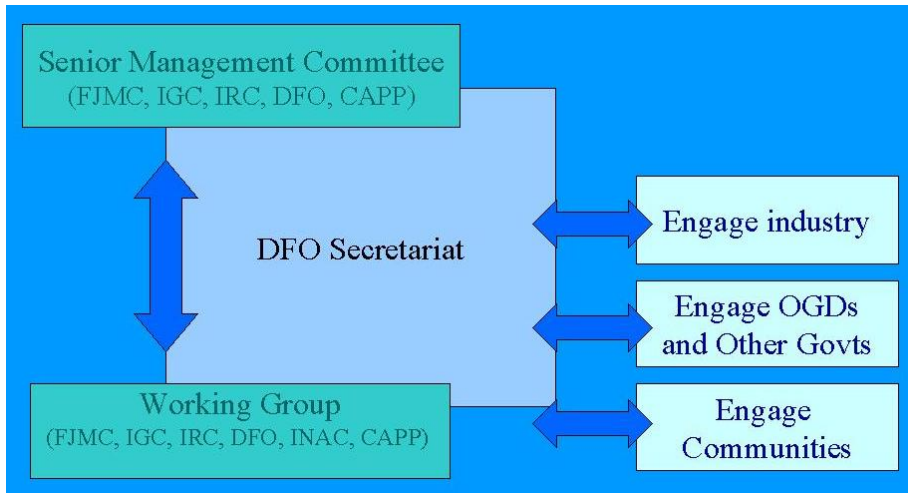 Senior Management Committee
(FJMC, IGC, IRC, DFO, CAPP)
DFO Secretariat
Engage industry
Engage OGDs
and Other Govts
Engage
Communities
Working Group
(FJMC, IGC, IRC, DFO, INAC, CAPP)